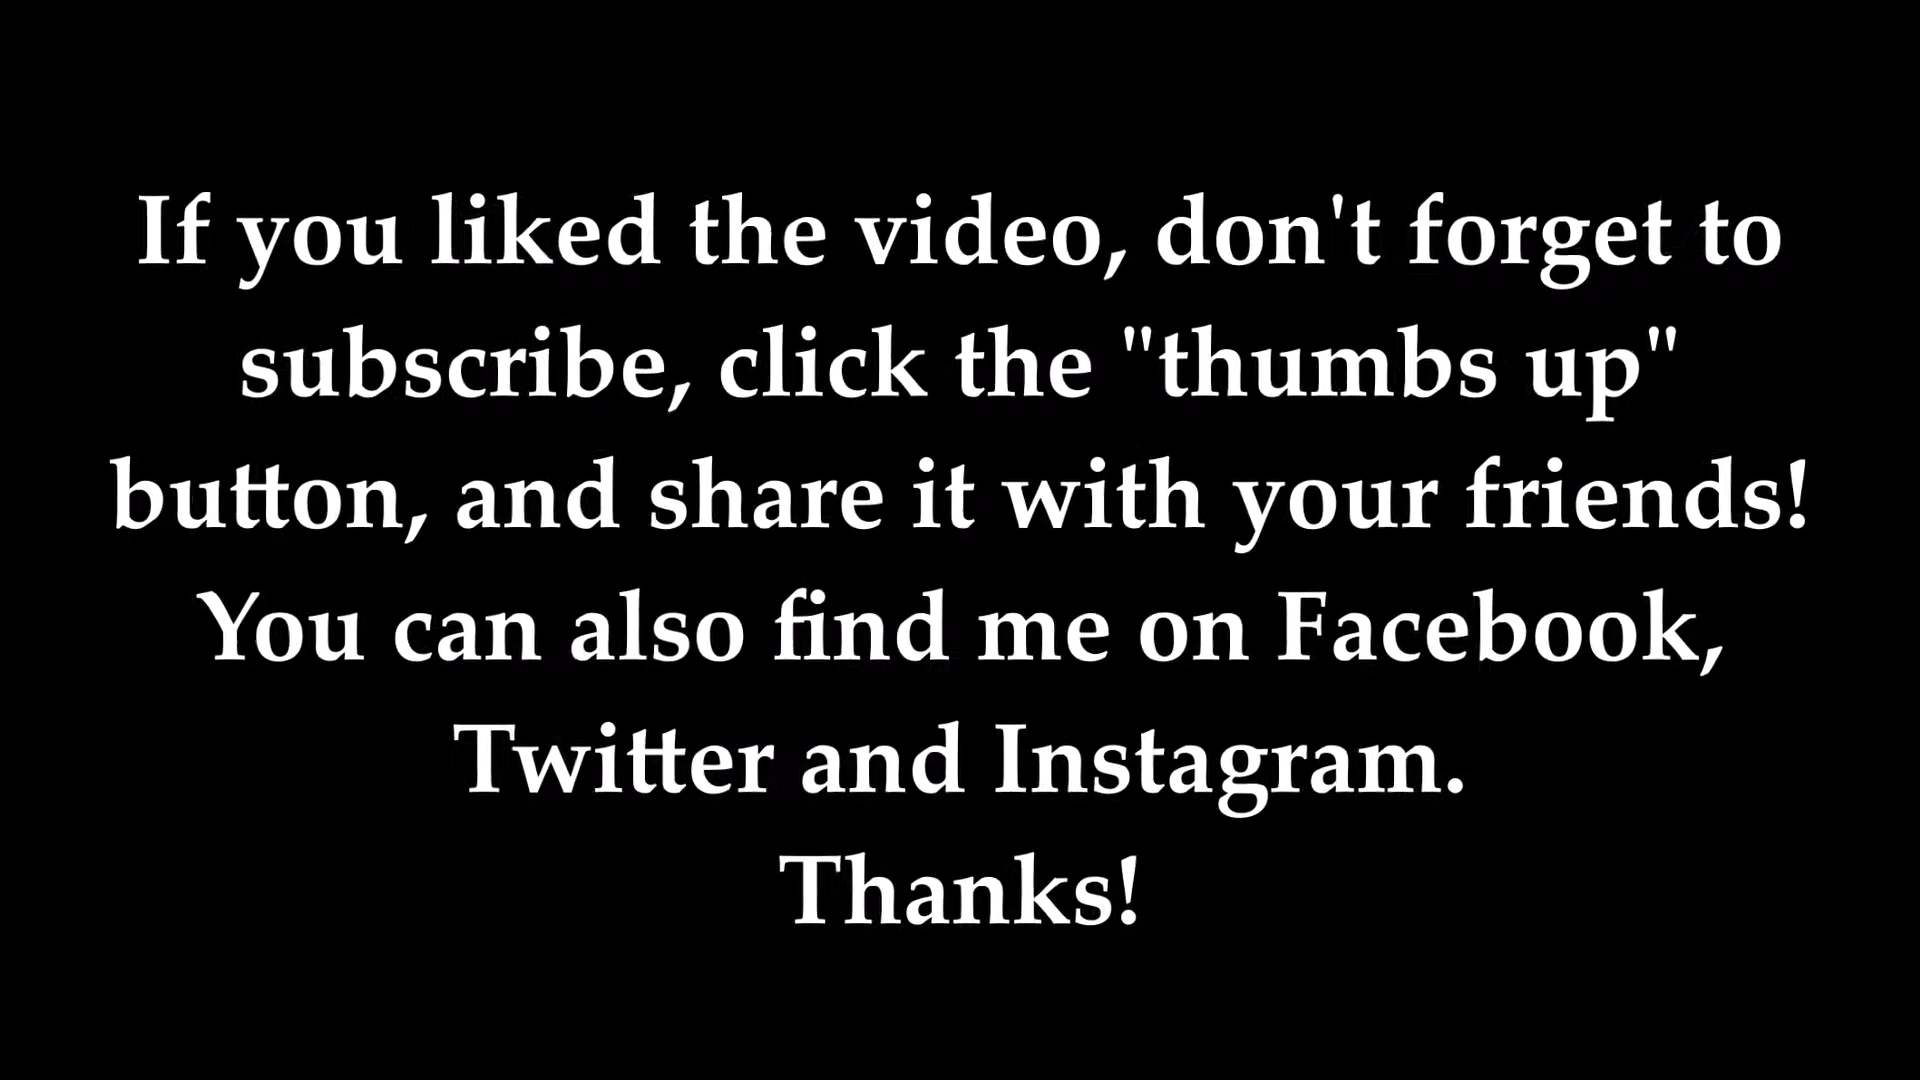 If you liked the video, don't forget to
subscribe, click the "thumbs up"
button, and share it with your friends!
You can also find me on Facebook,
Twitter and Instagram.
Thanks!